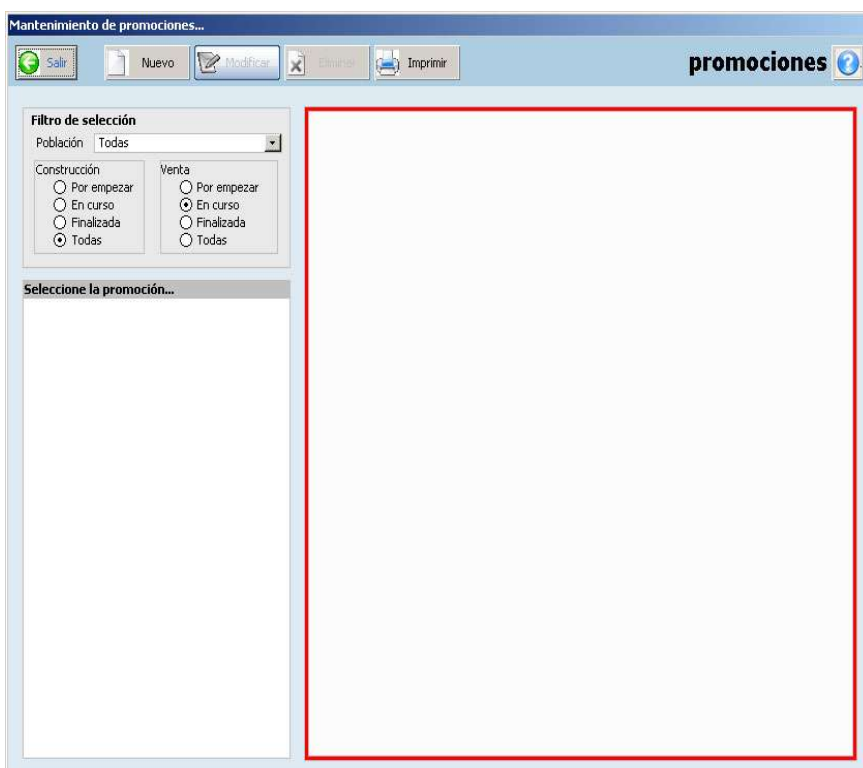 Mantenimiento de promociones...
Salir Nuevo Modificar Eliminar Imprimir promociones ?
Filtro de selección
Población Todas
Construcción Venta
Por empezar Por empezar
En curso En curso
Finalizada Finalizada
Todas Todas
Seleccione la promoción...